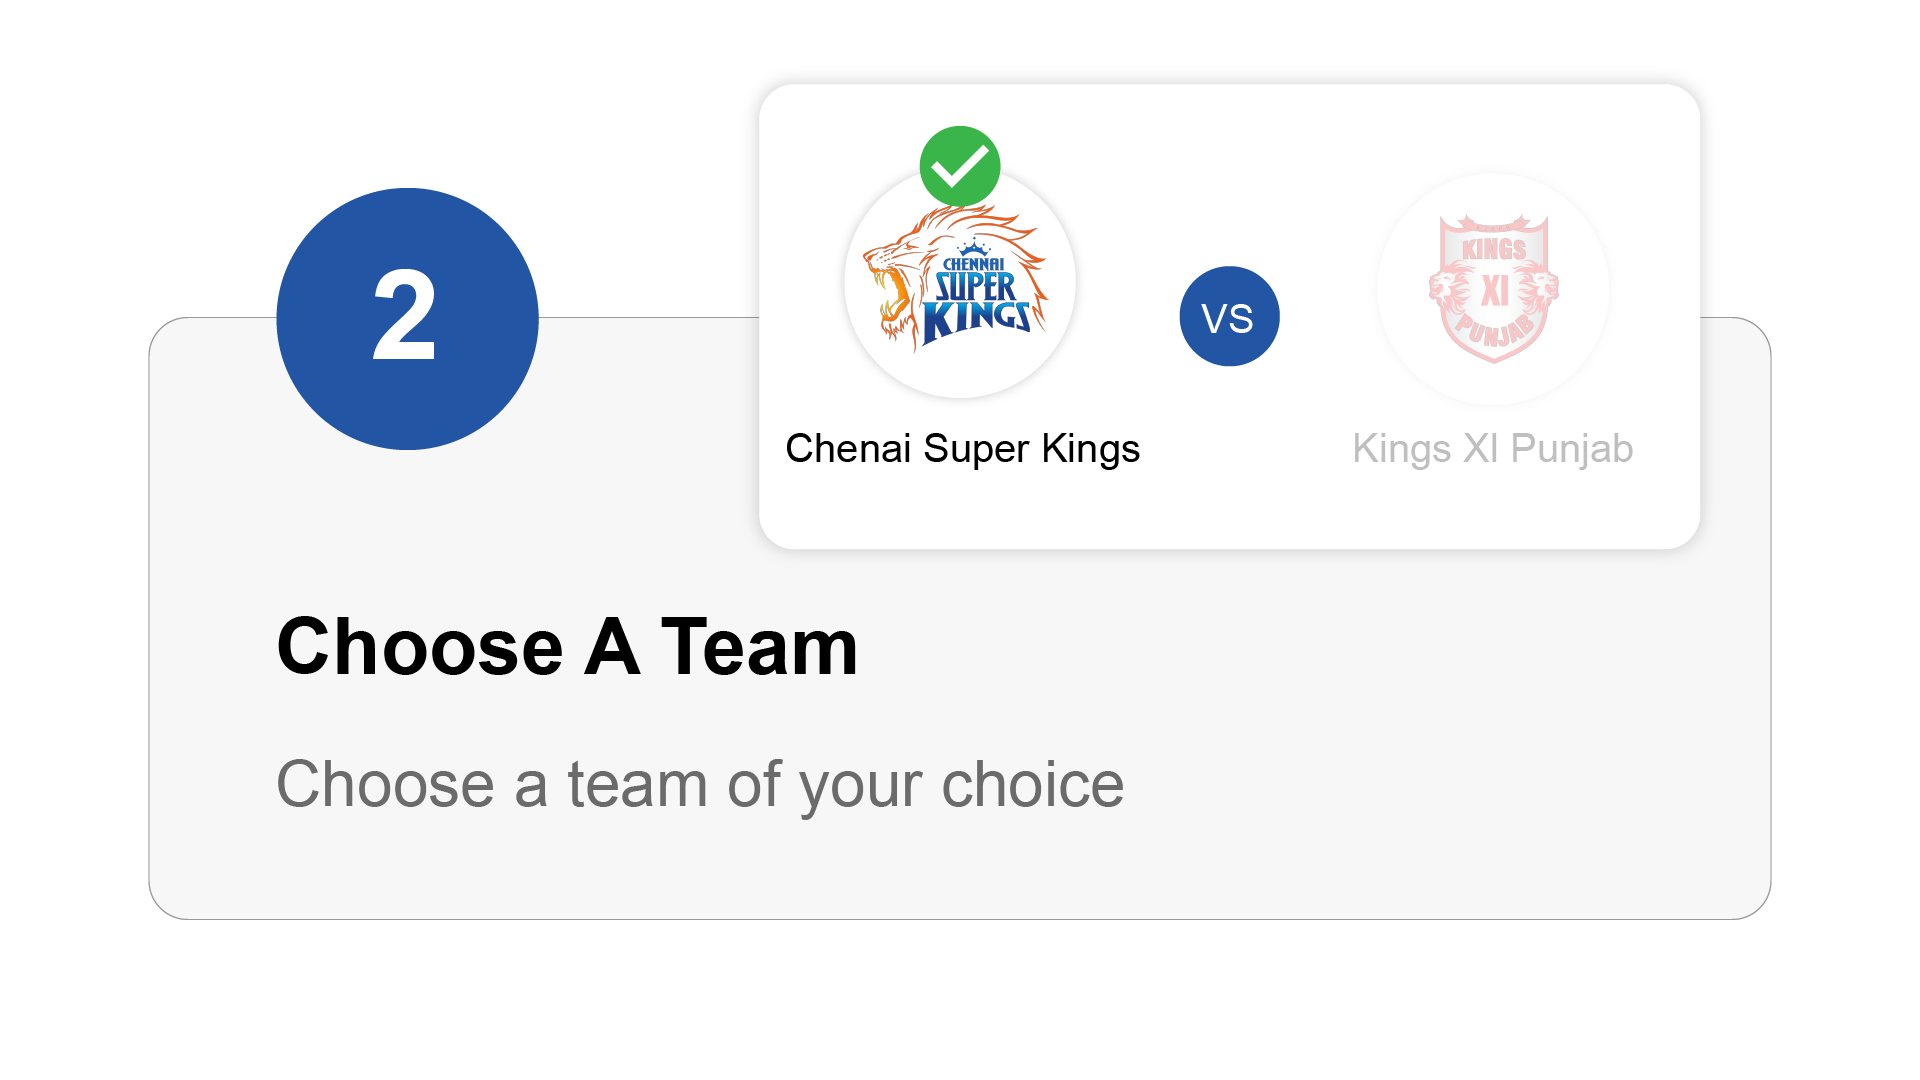 2
CHENNAI
SUPER
KINGS
VS
KINGS
XI
PUNJAB
Chenai Super Kings
Kings XI Punjab
Choose A Team
Choose a team of your choice